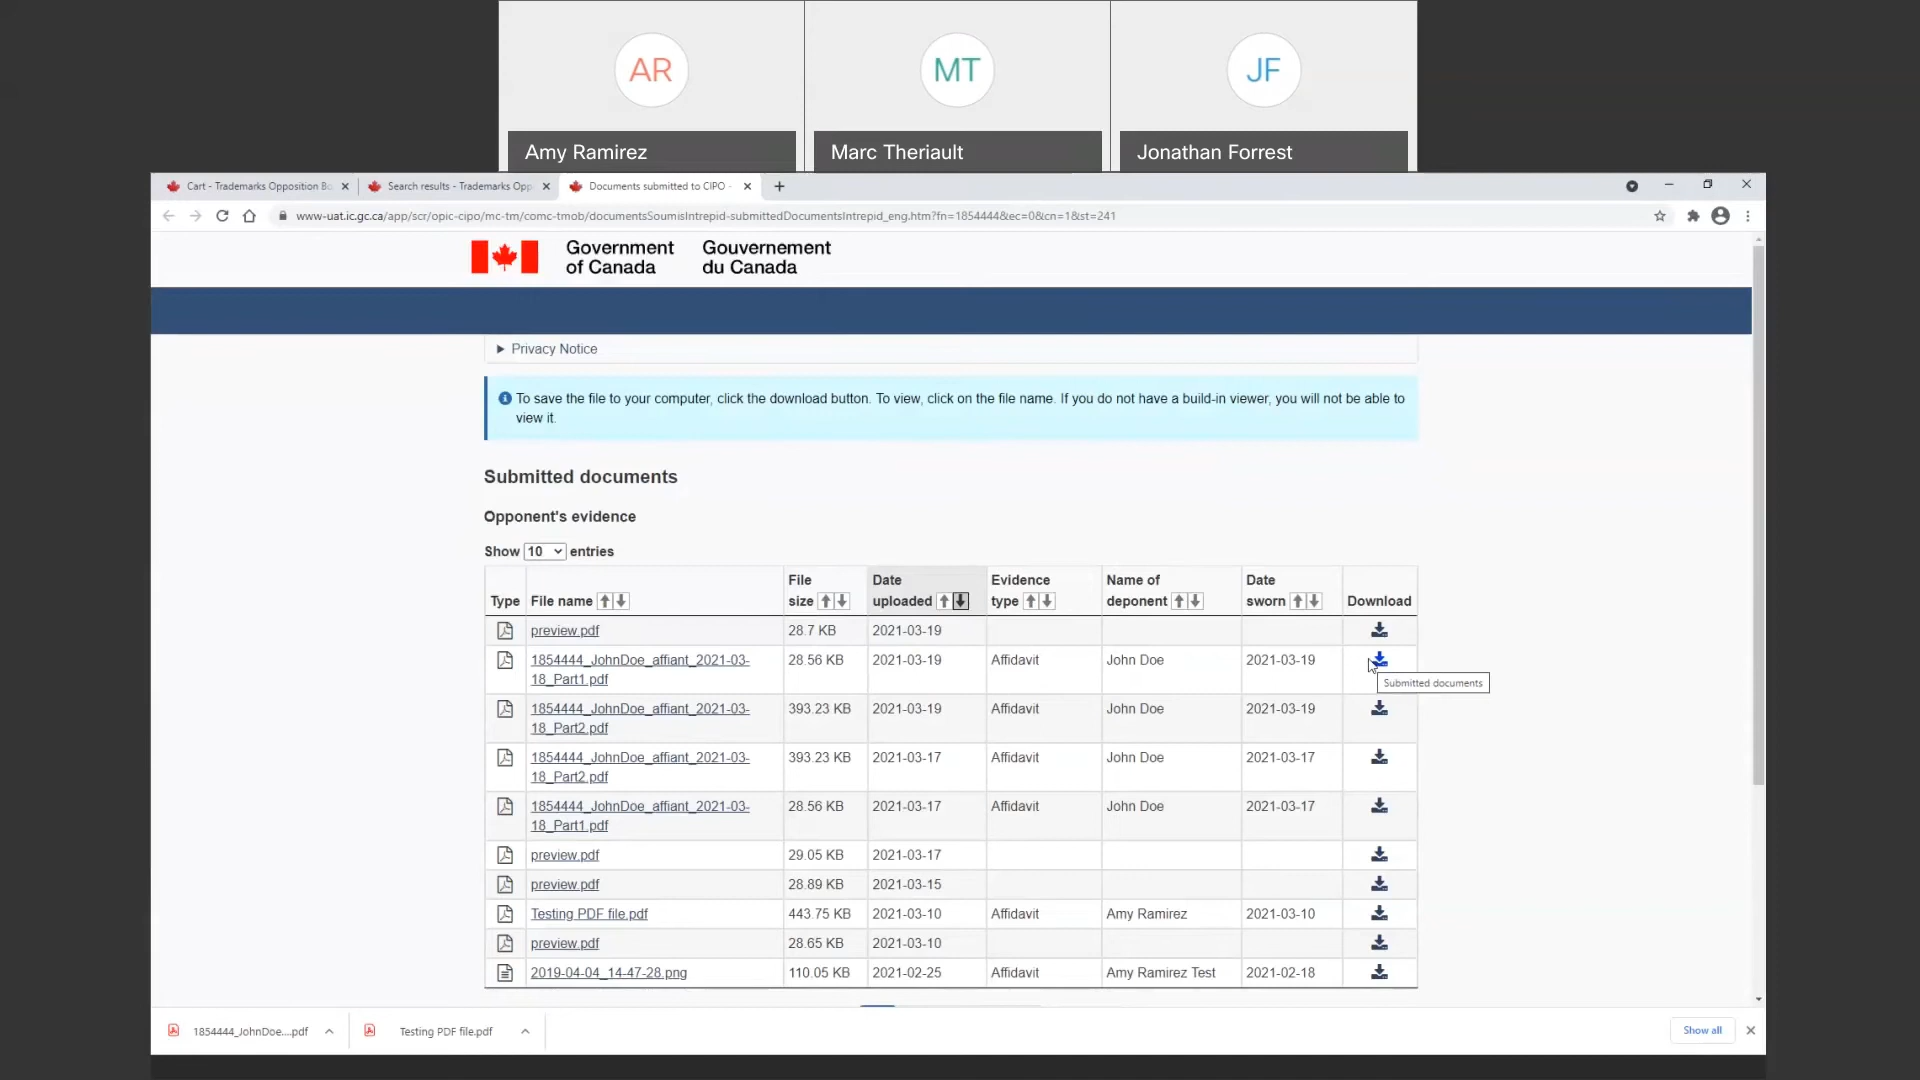 AR
MT
JF
Amy Ramirez
Marc Theriault
Jonathan Forrest
Cart - Trademarks Opposition Bo
Search results - Trademarks Opp
Documents submitted to CIPO -
www-uat.ic.gc.ca/app/scr/opic-cipo/mc-tm/comc-tmob/documentsSoumisIntrepid-submittedDocumentsIntrepid_eng.htm?fn=1854444&ec=0&cn=1&st=241
Government
of Canada
Gouvernement
du Canada
Privacy Notice
To save the file to your computer, click the download button. To view, click on the file name. If you do not have a build-in viewer, you will not be able to
view it.
Submitted documents
Opponent's evidence
Show 10 entries
Type File name File size Date uploaded Evidence type Name of deponent Date sworn Download
preview.pdf 28.7 KB 2021-03-19
1854444_JohnDoe_affiant_2021-03- 28.56 KB 2021-03-19 Affidavit John Doe 2021-03-19
18_Part1.pdf
Submitted documents
1854444_JohnDoe_affiant_2021-03- 393.23 KB 2021-03-19 Affidavit John Doe 2021-03-19
18_Part2.pdf
1854444_JohnDoe_affiant_2021-03- 393.23 KB 2021-03-17 Affidavit John Doe 2021-03-17
18_Part2.pdf
1854444_JohnDoe_affiant_2021-03- 28.56 KB 2021-03-17 Affidavit John Doe 2021-03-17
18_Part1.pdf
preview.pdf 29.05 KB 2021-03-17
preview.pdf 28.89 KB 2021-03-15
Testing PDF file.pdf 443.75 KB 2021-03-10 Affidavit Amy Ramirez 2021-03-10
preview.pdf 28.65 KB 2021-03-10
2019-04-04_14-47-28.png 110.05 KB 2021-02-25 Affidavit Amy Ramirez Test 2021-02-18
1854444_JohnDoe....pdf
Testing PDF file.pdf
Show all